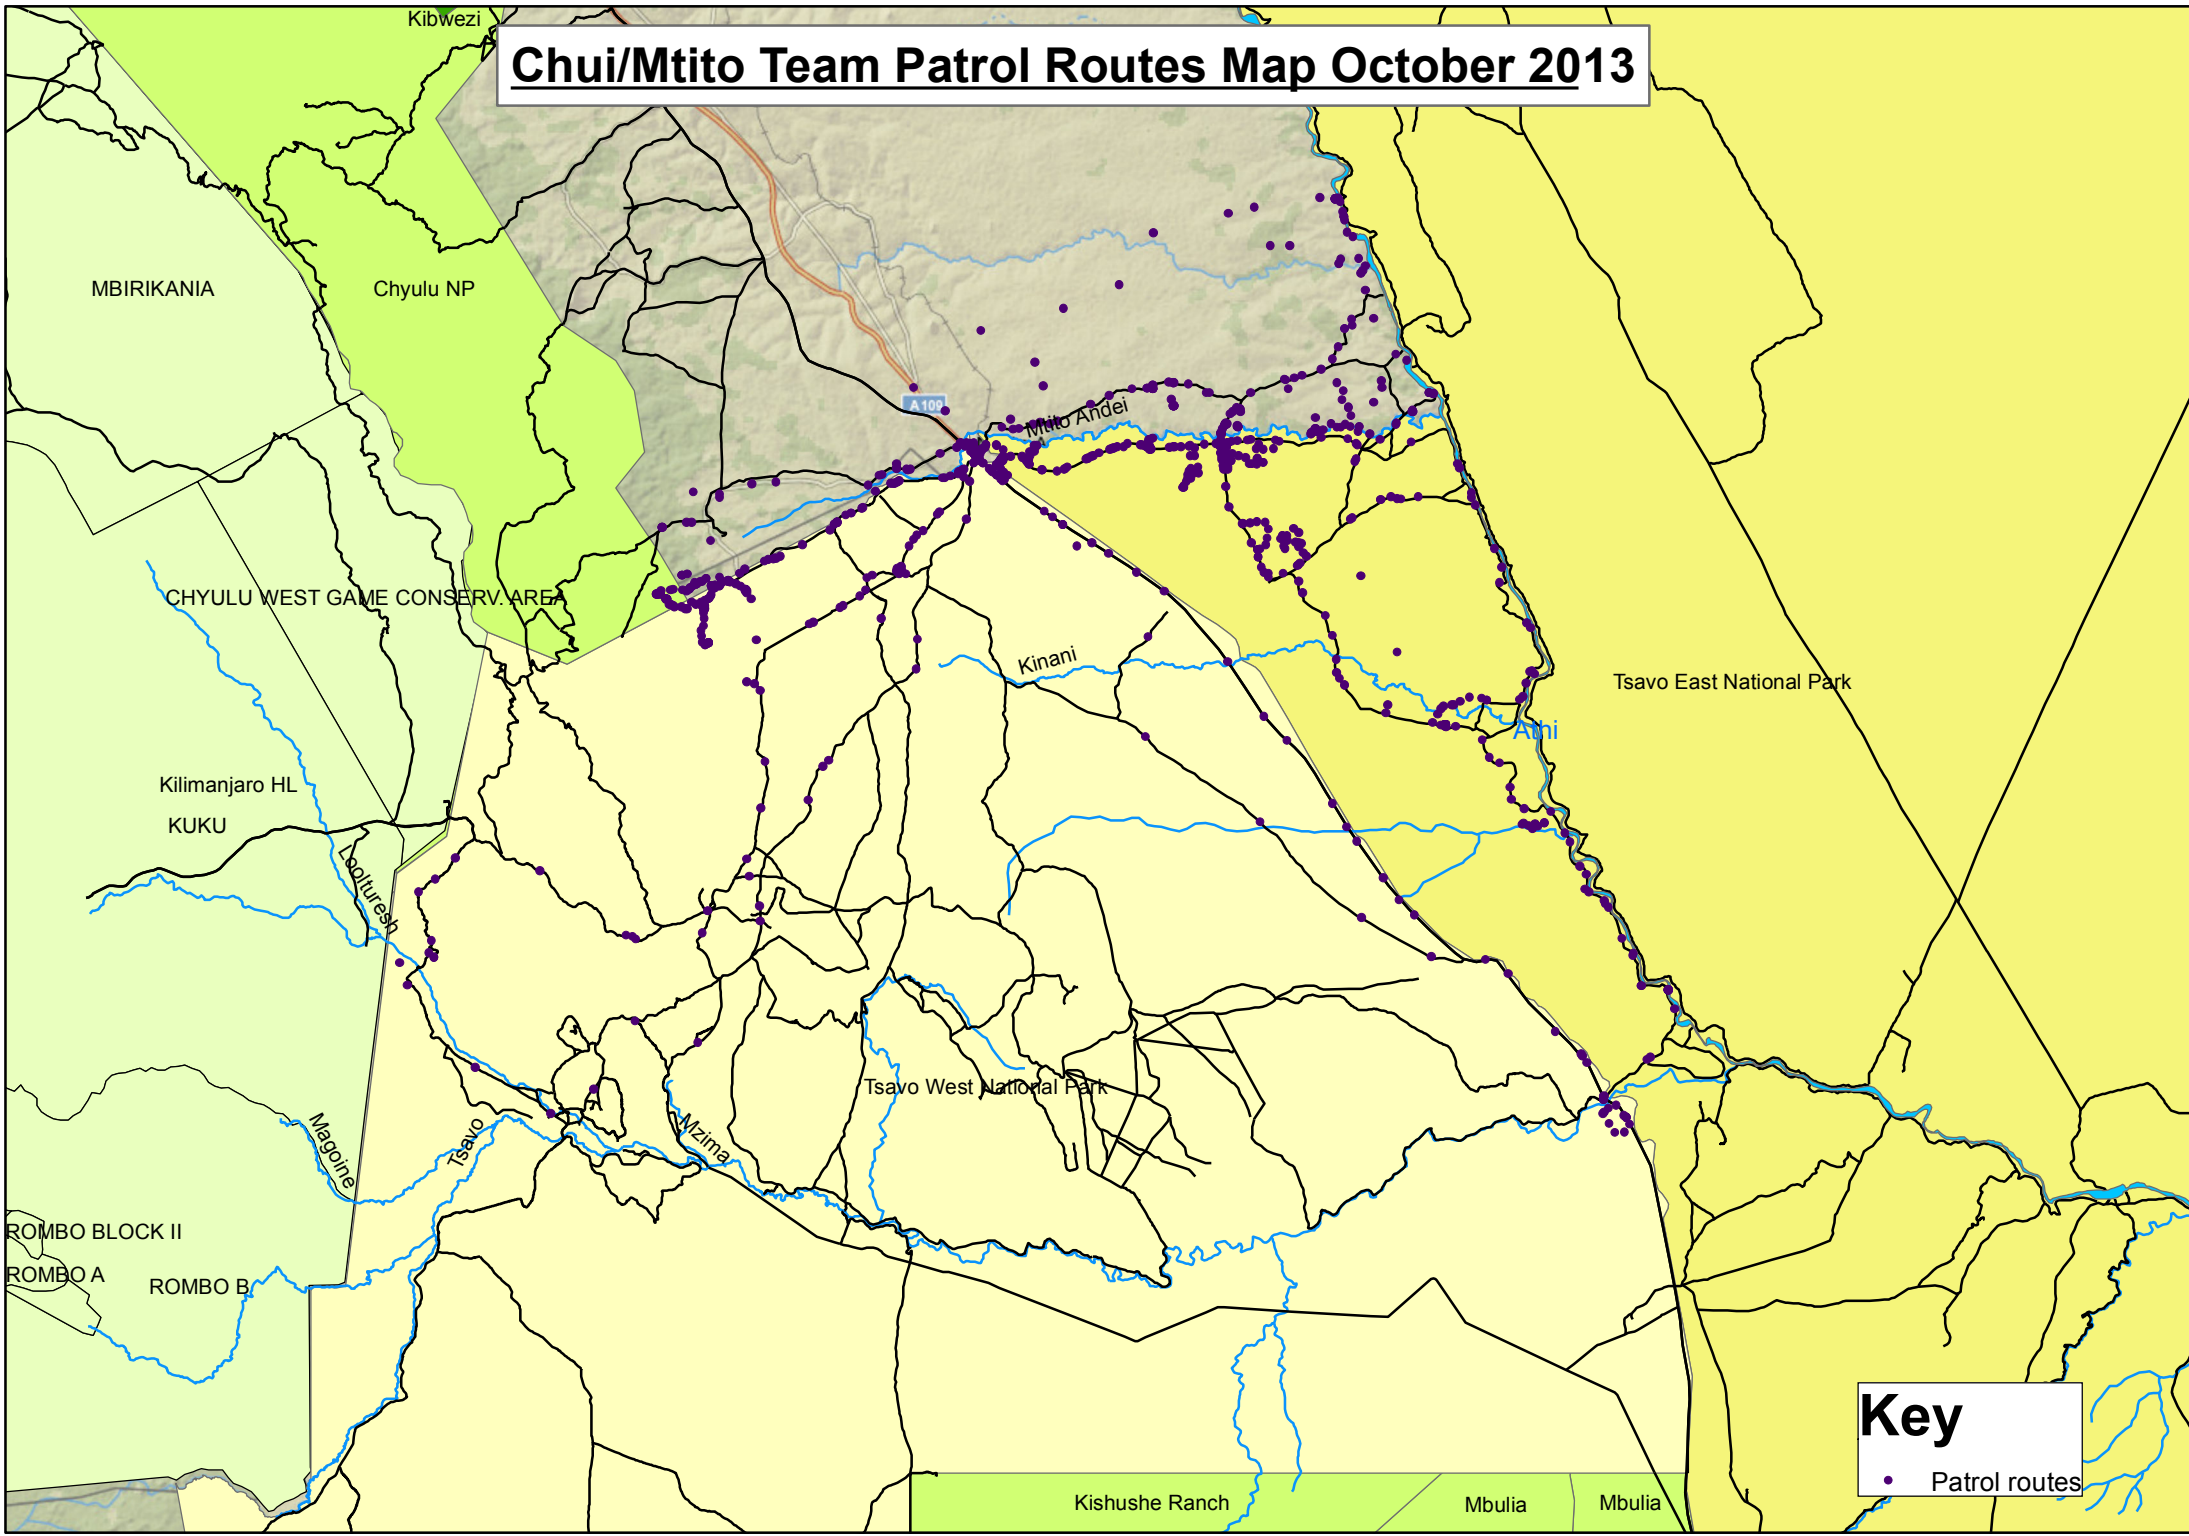 Kibwezi
Chui/Mtito Team Patrol Routes Map October 2013
MBIRIKANIA
Chyulu NP
A 109
Mtito Andei
CHYULU WEST GAME CONSERV. AREA
Kinani
Tsavo East National Park
Athi
Kilimanjaro HL
KUKU
Loolturesh
Tsavo West National Park
Magoine
Tsavo
Mzima
ROMBO BLOCK II
ROMBO A
ROMBO B
Key
Patrol routes
Kishushe Ranch
Mbulia
Mbulia